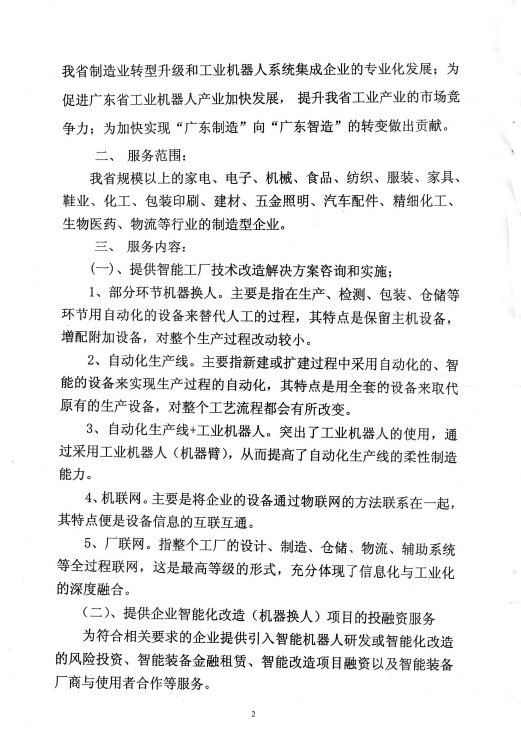 我省制造业转型升级和工业机器人系统集成企业的专业化发展；为
促进广东省工业机器人产业加快发展， 提升我省工业产业的市场竞
争力；为加快实现“广东制造”向“广东智造”的转变做出贡献。
二、 服务范围：
我省规模以上的家电、电子、机械、食品、纺织、服装、家具、
鞋业、化工、包装印刷、建材、五金照明、汽车配件、精细化工、
生物医药、物流等行业的制造型企业。
三、 服务内容：
(一)、提供智能工厂技术改造解决方案咨询和实施；
1、部分环节机器换人。主要是指在生产、检测、包装、仓储等
环节用自动化的设备来替代人工的过程，其特点是保留主机设备，
增配附加设备，对整个生产过程改动较小。
2、自动化生产线。主要指新建或扩建过程中采用自动化的、智
能的设备来实现生产过程的自动化，其特点是用全套的设备来取代
原有的生产设备，对整个工艺流程都会有所改变。
3、自动化生产线+工业机器人。突出了工业机器人的使用，通
过采用工业机器人（机器臂），从而提高了自动化生产线的柔性制造
能力。
4、机联网。主要是将企业的设备通过物联网的方法联系在一起，
其特点便是设备信息的互联互通。
5、厂联网。指整个工厂的设计、制造、仓储、物流、辅助系统
等全过程联网，这是最高等级的形式，充分体现了信息化与工业化
的深度融合。
（二）、提供企业智能化改造（机器换人）项目的投融资服务
为符合相关要求的企业提供引入智能机器人研发或智能化改造
的风险投资、智能装备金融租赁、智能改造项目融资以及智能装备
厂商与使用者合作等服务。
2